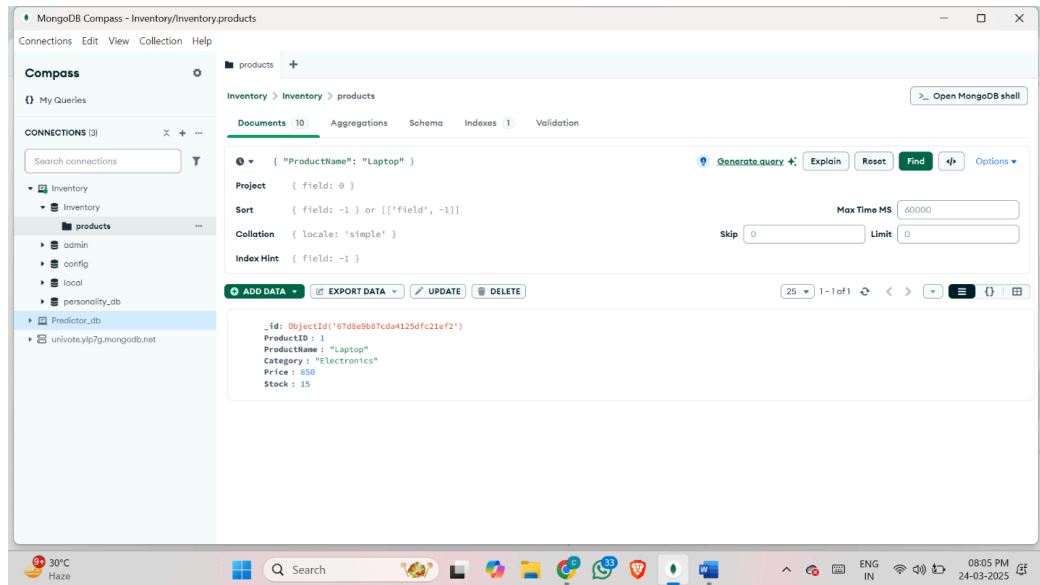 MongoDB Compass - Inventory/Inventory.products
Connections Edit View Collection Help
Compass
{} My Queries
CONNECTIONS (3)
Search connections
Inventory
Inventory
products
admin
config
local
personality_db
Predictor_db
univote.ylp7g.mongodb.net
products
Inventory > Inventory > products
>_ Open MongoDB shell
Documents 10 Aggregations Schema Indexes 1 Validation
{ "ProductName": "Laptop" }
Generate query Explain Reset Find </> Options
Project { field: 0 }
Sort { field: -1 } or [['field', -1]] Max Time MS 60000
Collation { locale: 'simple' } Skip 0 Limit 0
Index Hint { field: -1 }
ADD DATA EXPORT DATA UPDATE DELETE 25 1-1 of 1 {}
_id: ObjectId('67d8e9b87cda4125dfc21ef2')
ProductID : 1
ProductName : "Laptop"
Category : "Electronics"
Price : 850
Stock : 15
9+ 30°C
Haze
Search
C
33
W
ENG
IN
08:05 PM
24-03-2025